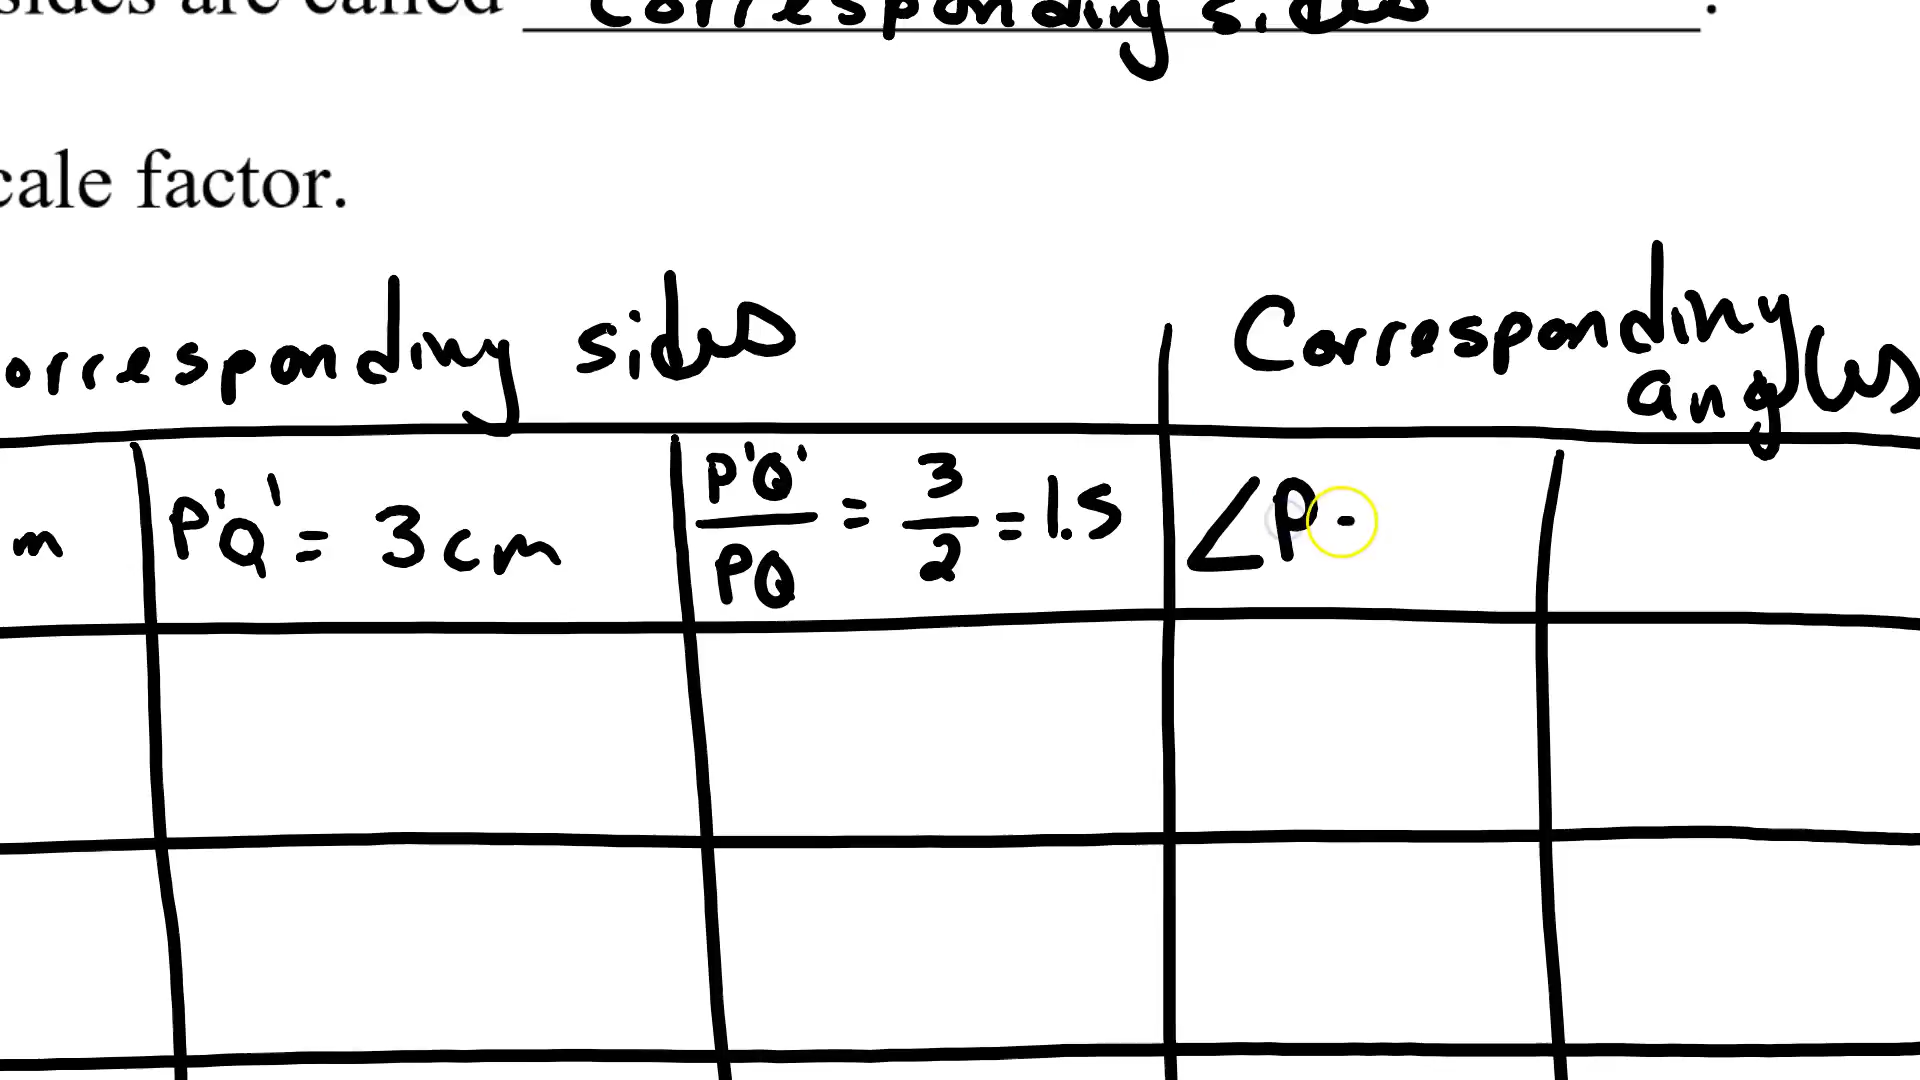 sides are called corresponding sides.
cale factor.
orresponding sides
Corresponding angles
m
P'Q' = 3cm
P'Q'/PQ = 3/2 = 1.5
∠P -